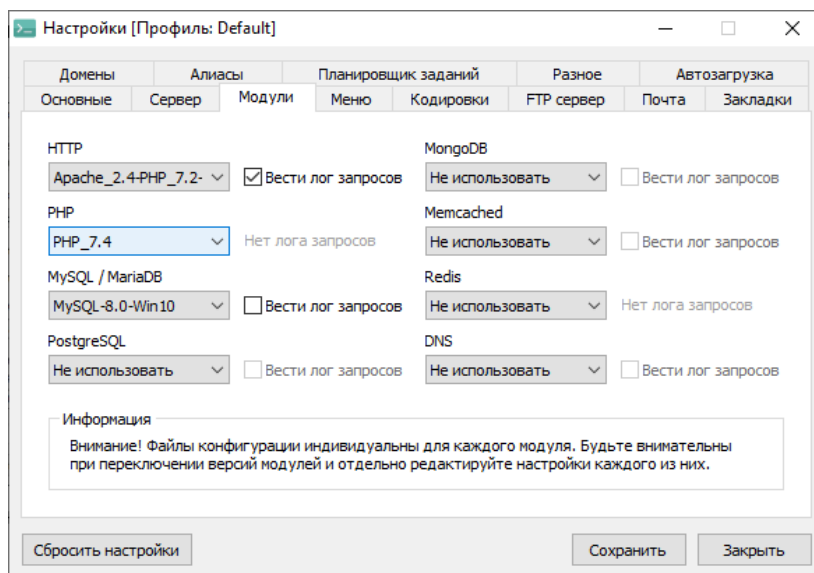 Настройки [Профиль: Default]
Домены Алиасы Планировщик заданий Разное Автозагрузка
Основные Сервер Модули Меню Кодировки FTP сервер Почта Закладки
HTTP
Apache_2.4-PHP_7.2- Вести лог запросов
PHP
PHP_7.4 Нет лога запросов
MySQL / MariaDB
MySQL-8.0-Win10 Вести лог запросов
PostgreSQL
Не использовать Вести лог запросов
MongoDB
Не использовать Вести лог запросов
Memcached
Не использовать Вести лог запросов
Redis
Не использовать Нет лога запросов
DNS
Не использовать Вести лог запросов
Информация
Внимание! Файлы конфигурации индивидуальны для каждого модуля. Будьте внимательны
при переключении версий модулей и отдельно редактируйте настройки каждого из них.
Сбросить настройки Сохранить Закрыть